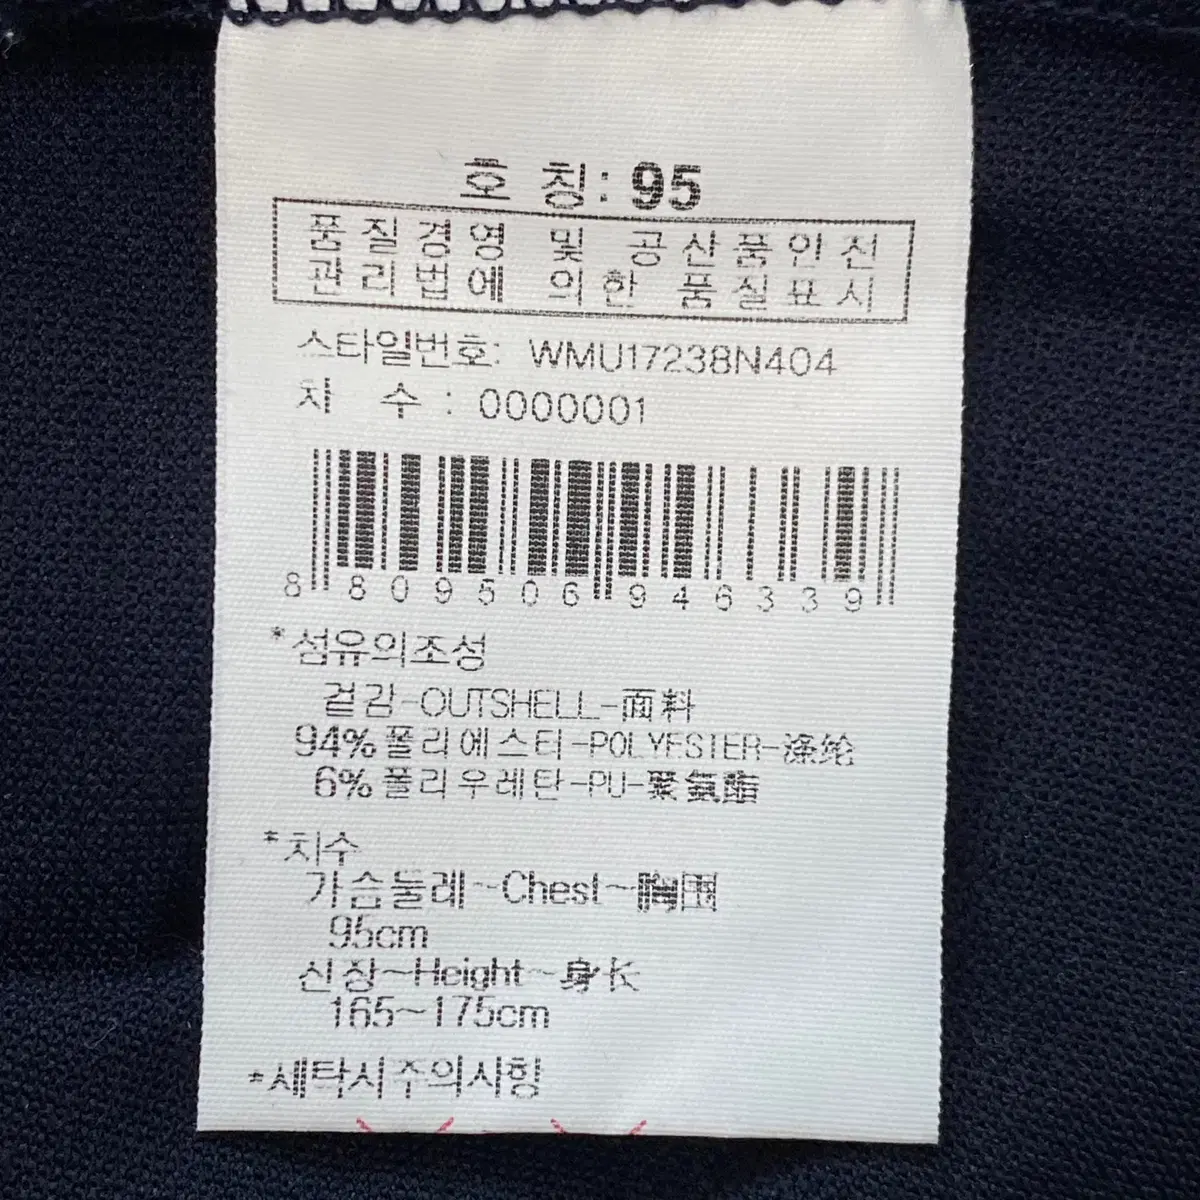 호 칭: 95
품질경영 및 공산품안전
관리법에 의한 품질표시
스타일번호: WMU17238N404
차 수 : 0000001
8 809506 946339
*섬유의조성
겉감-OUTSHELL-面料
94%폴리에스터-POLYESTER-涤纶
6%폴리우레탄-PU-聚氨酯
*치수
가슴둘레~Chest~胸围
95cm
신장~Height~身长
165~175cm
*세탁시주의사항